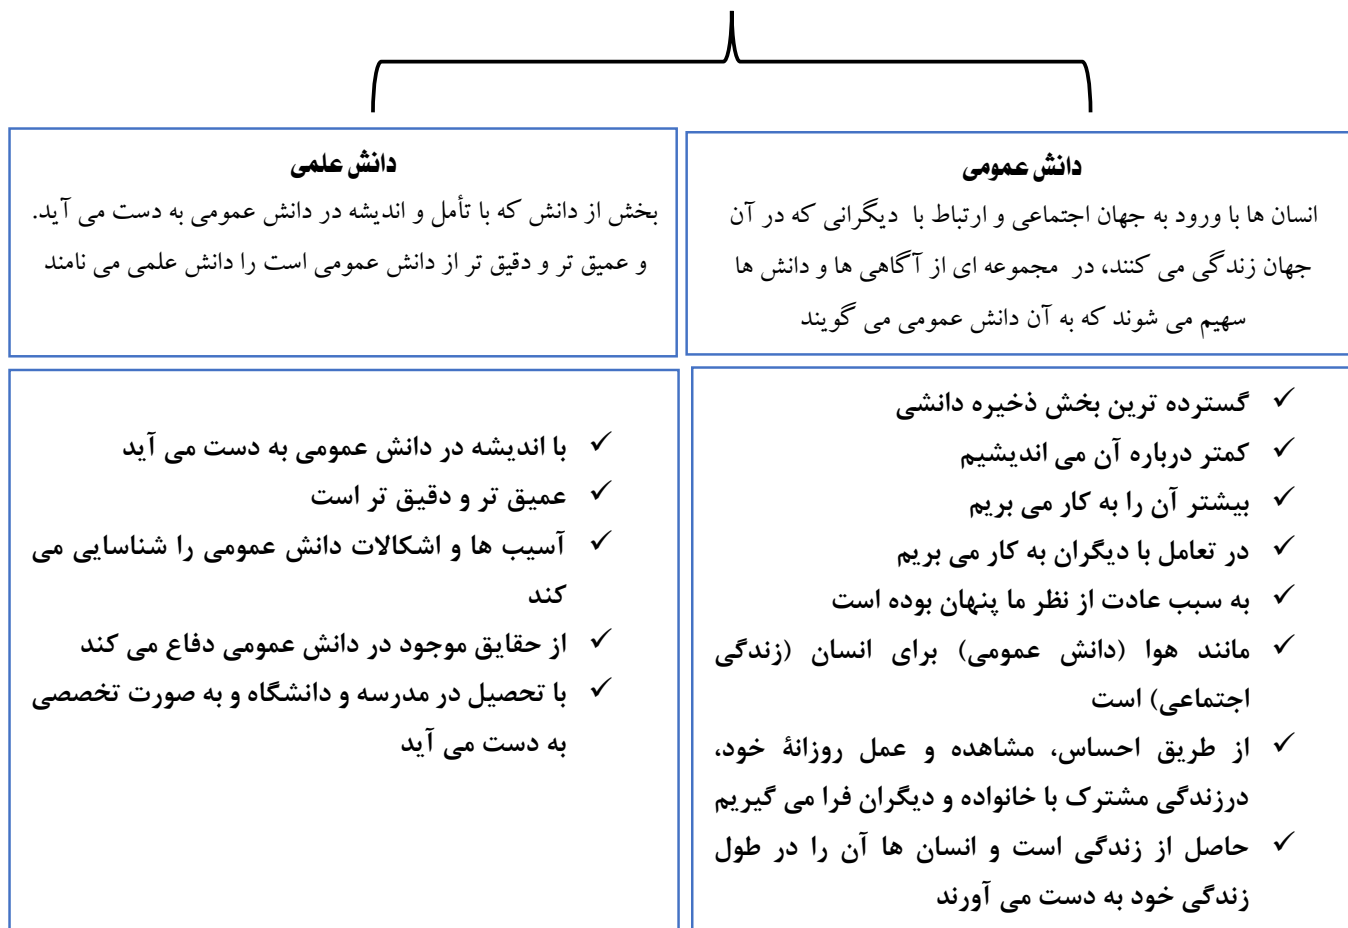 دانش عمومی
انسان ها با ورود به جهان اجتماعی و ارتباط با دیگرانی که در آن
جهان زندگی می کنند، در مجموعه ای از آگاهی ها و دانش ها
سهیم می شوند که به آن دانش عمومی می گویند
دانش علمی
بخش از دانش که با تأمل و اندیشه در دانش عمومی به دست می آید.
و عمیق تر و دقیق تر از دانش عمومی است را دانش علمی می نامند
✓ گسترده ترین بخش ذخیره دانشی
✓ کمتر درباره آن می اندیشیم
✓ بیشتر آن را به کار می بریم
✓ در تعامل با دیگران به کار می بریم
✓ به سبب عادت از نظر ما پنهان بوده است
✓ مانند هوا (دانش عمومی) برای انسان (زندگی
اجتماعی) است
✓ از طریق احساس، مشاهده و عمل روزانۀ خود،
درزندگی مشترک با خانواده و دیگران فرا می گیریم
✓ حاصل از زندگی است و انسان ها آن را در طول
زندگی خود به دست می آورند
✓ با اندیشه در دانش عمومی به دست می آید
✓ عمیق تر و دقیق تر است
✓ آسیب ها و اشکالات دانش عمومی را شناسایی می
کند
✓ از حقایق موجود در دانش عمومی دفاع می کند
✓ با تحصیل در مدرسه و دانشگاه و به صورت تخصصی
به دست می آید